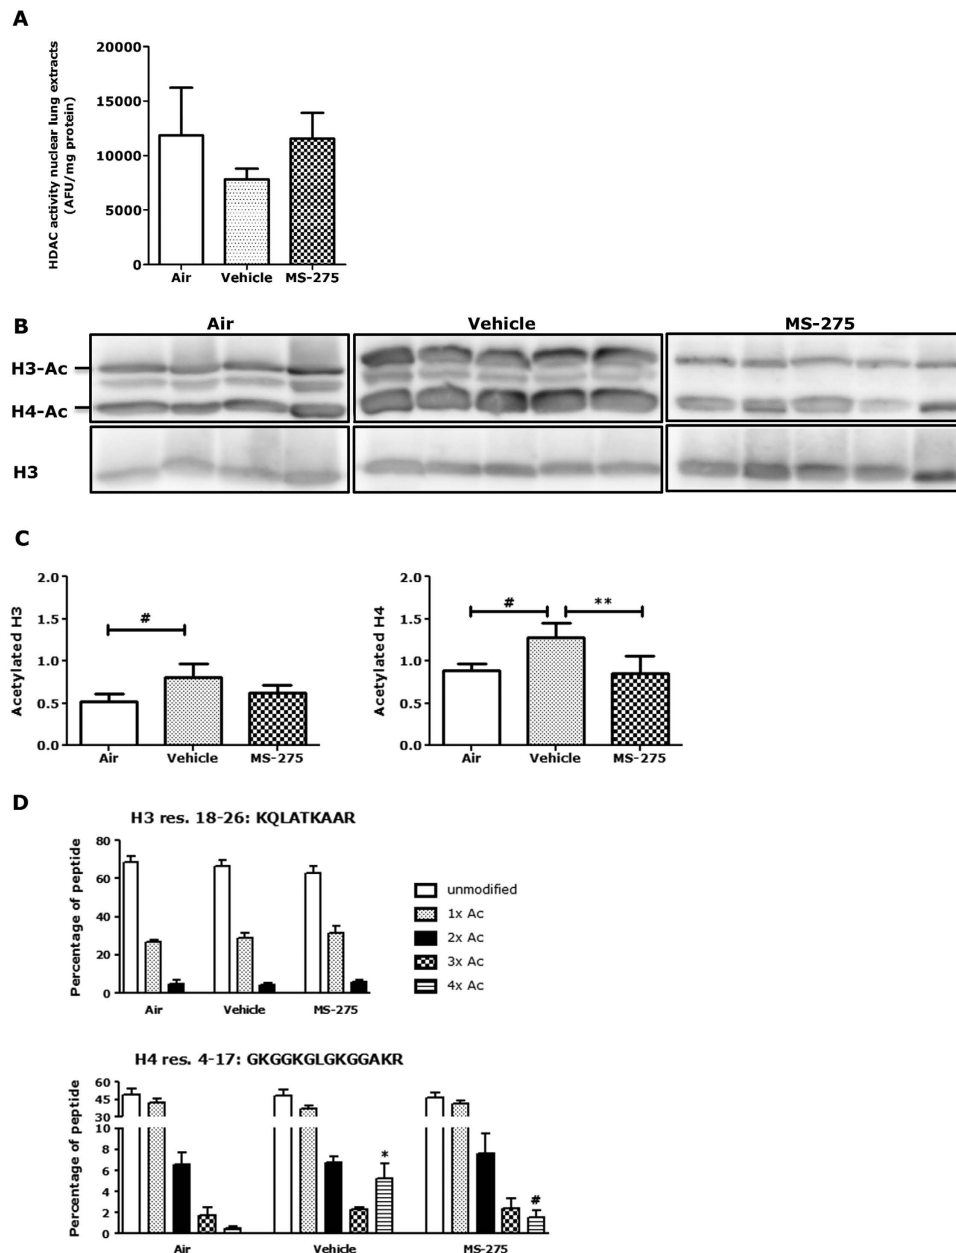 A
HDAC activity nuclear lung extracts
(AFU/mg protein)
20000
15000
10000
5000
0
Air Vehicle MS-275
B
Air Vehicle MS-275
H3-Ac
H4-Ac
H3
C
Acetylated H3
2.0
1.5
1.0
0.5
0.0
#
Air Vehicle MS-275
Acetylated H4
2.0
1.5
1.0
0.5
0.0
# **
Air Vehicle MS-275
D
H3 res. 18-26: KQLATKAAR
Percentage of peptide
80
60
40
20
0
Air Vehicle MS-275
unmodified
1x Ac
2x Ac
3x Ac
4x Ac
H4 res. 4-17: GKGGKGLGKGGAKR
Percentage of peptide
60
45
30
10
8
6
4
2
0
*
#
Air Vehicle MS-275